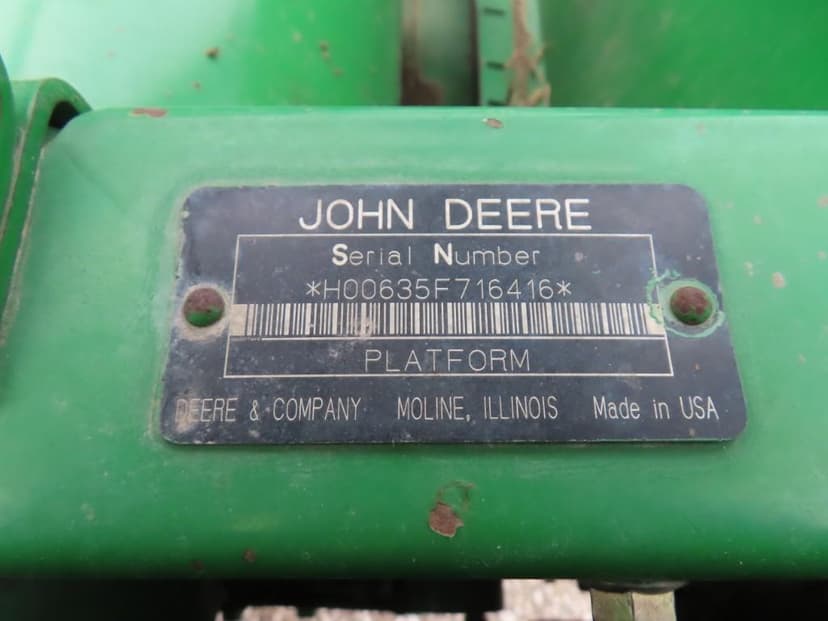 JOHN DEERE
Serial Number
*H00635F716416*
PLATFORM
DEERE & COMPANY MOLINE, ILLINOIS Made in USA